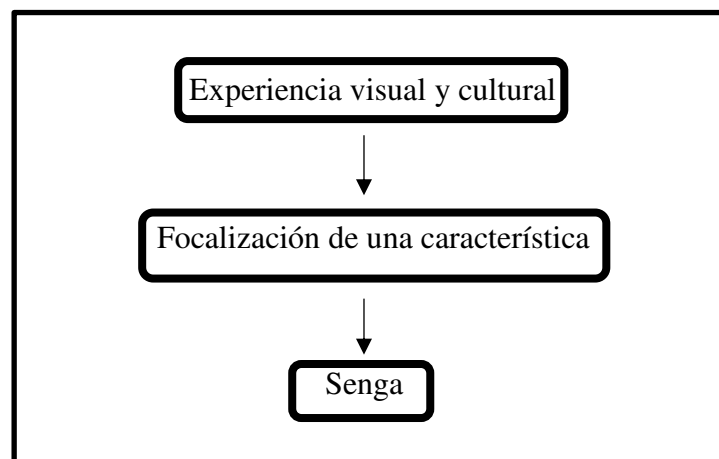 Experiencia visual y cultural
Focalización de una característica
Senga